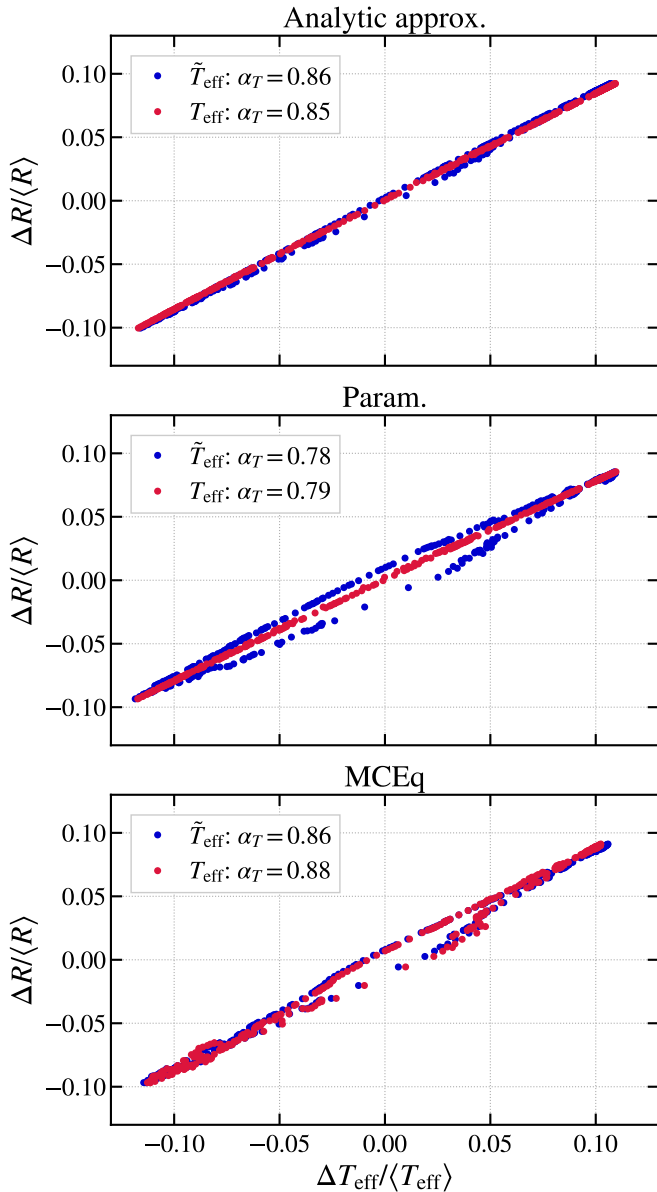 Analytic approx.
0.10
0.05
0.00
−0.05
−0.10
ΔR/⟨R⟩
T̃eff: αT = 0.86
Teff: αT = 0.85
Param.
0.10
0.05
0.00
−0.05
−0.10
ΔR/⟨R⟩
T̃eff: αT = 0.78
Teff: αT = 0.79
MCEq
0.10
0.05
0.00
−0.05
−0.10
ΔR/⟨R⟩
T̃eff: αT = 0.86
Teff: αT = 0.88
−0.10 −0.05 0.00 0.05 0.10
ΔTeff/⟨Teff⟩